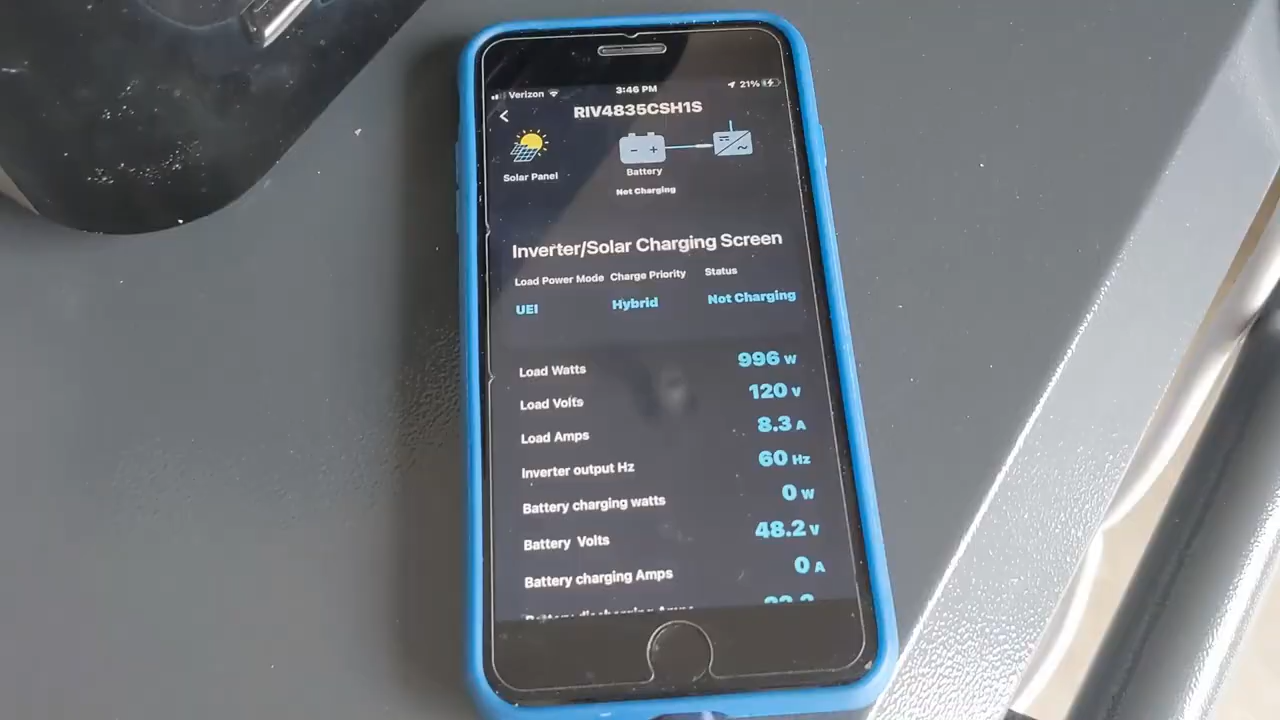 Verizon 3:46 PM 21%
RIV4835CSH1S
Solar Panel
Battery
Not Charging
Inverter/Solar Charging Screen
Load Power Mode Charge Priority Status
UEI Hybrid Not Charging
Load Watts 996 W
Load Volts 120 V
Load Amps 8.3 A
Inverter output Hz 60 Hz
Battery charging watts 0 W
Battery Volts 48.2 V
Battery charging Amps 0 A